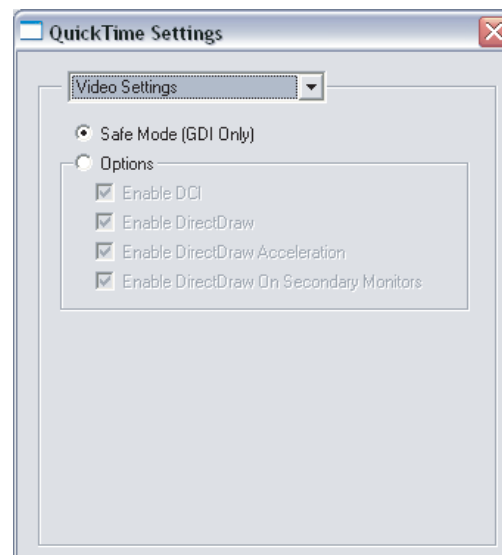 QuickTime Settings
Video Settings
Safe Mode (GDI Only)
Options
Enable DCI
Enable DirectDraw
Enable DirectDraw Acceleration
Enable DirectDraw On Secondary Monitors